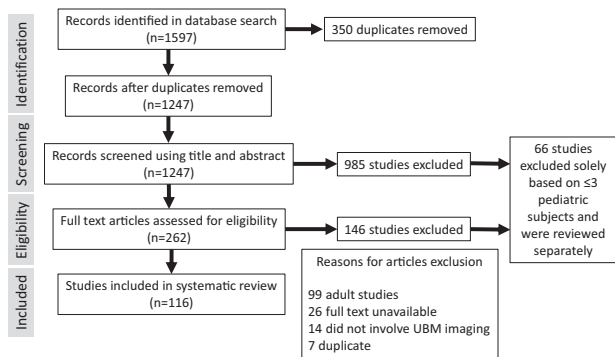 Identification
Records identified in database search
(n=1597)
350 duplicates removed
Records after duplicates removed
(n=1247)
Screening
Records screened using title and abstract
(n=1247)
985 studies excluded
66 studies
excluded solely
based on ≤3
pediatric
subjects and
were reviewed
separately
Eligibility
Full text articles assessed for eligibility
(n=262)
146 studies excluded
Included
Studies included in systematic review
(n=116)
Reasons for articles exclusion
99 adult studies
26 full text unavailable
14 did not involve UBM imaging
7 duplicate